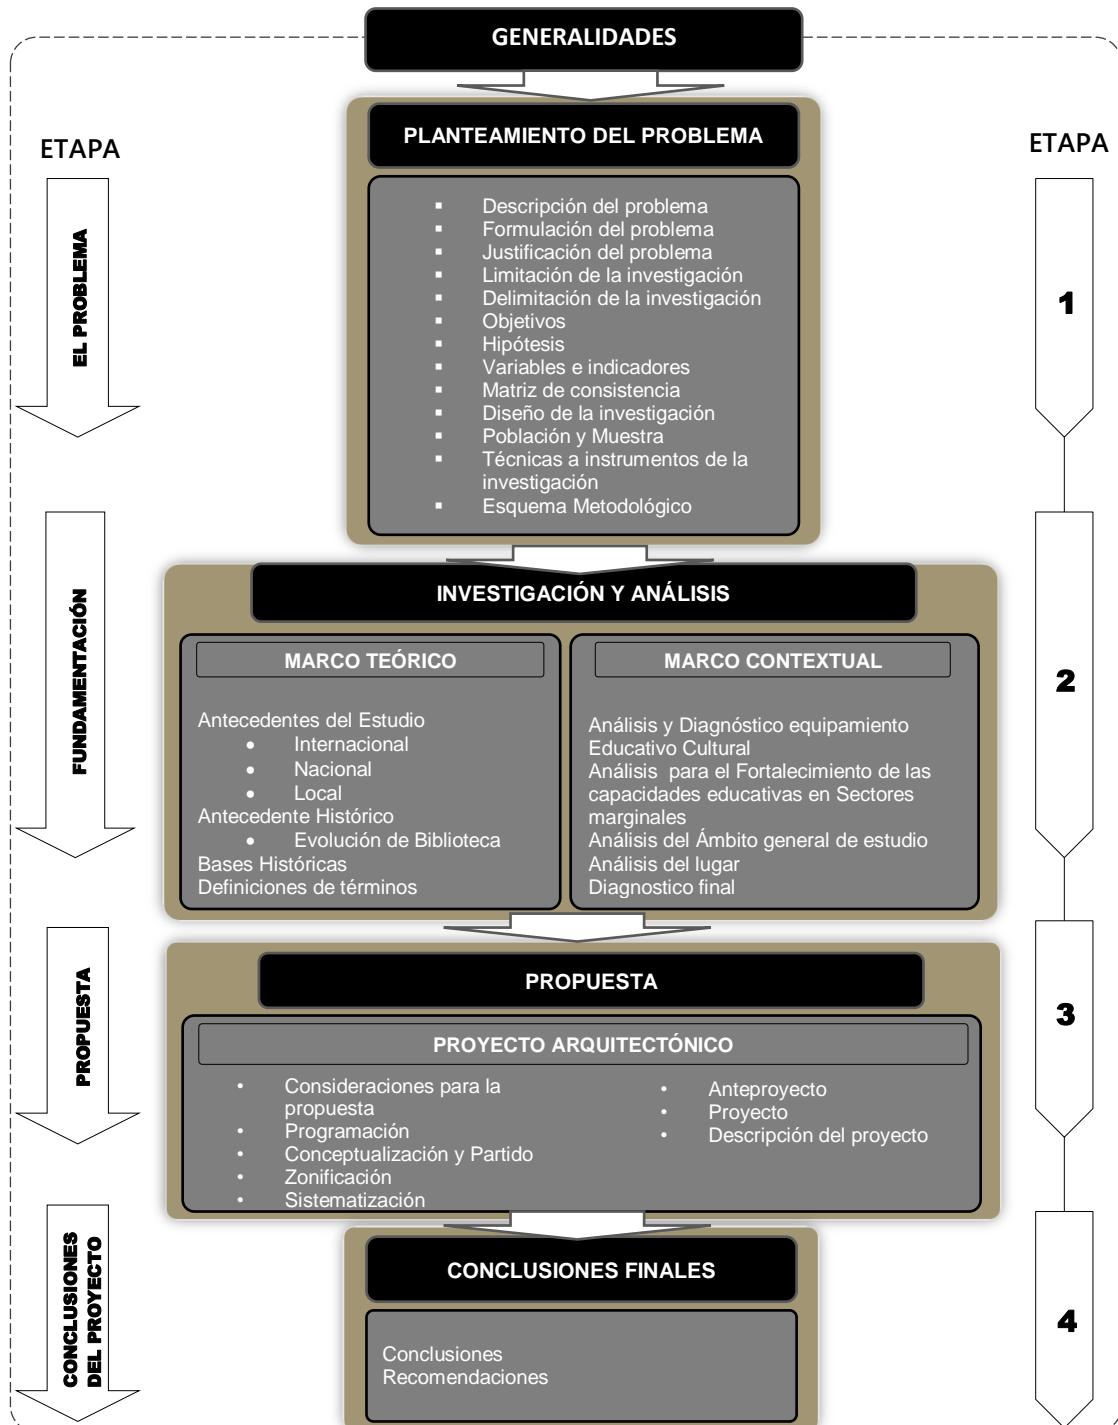 GENERALIDADES
PLANTEAMIENTO DEL PROBLEMA
ETAPA
ETAPA
EL PROBLEMA
▪ Descripción del problema
▪ Formulación del problema
▪ Justificación del problema
▪ Limitación de la investigación
▪ Delimitación de la investigación
▪ Objetivos
▪ Hipótesis
▪ Variables e indicadores
▪ Matriz de consistencia
▪ Diseño de la investigación
▪ Población y Muestra
▪ Técnicas a instrumentos de la
investigación
▪ Esquema Metodológico
1
FUNDAMENTACIÓN
INVESTIGACIÓN Y ANÁLISIS
MARCO TEÓRICO
Antecedentes del Estudio
• Internacional
• Nacional
• Local
Antecedente Histórico
• Evolución de Biblioteca
Bases Históricas
Definiciones de términos
MARCO CONTEXTUAL
Análisis y Diagnóstico equipamiento
Educativo Cultural
Análisis  para el Fortalecimiento de las
capacidades educativas en Sectores
marginales
Análisis del Ámbito general de estudio
Análisis del lugar
Diagnostico final
2
PROPUESTA
PROPUESTA
PROYECTO ARQUITECTÓNICO
• Consideraciones para la
propuesta
• Programación
• Conceptualización y Partido
• Zonificación
• Sistematización
• Anteproyecto
• Proyecto
• Descripción del proyecto
3
CONCLUSIONES
DEL PROYECTO
CONCLUSIONES FINALES
Conclusiones
Recomendaciones
4